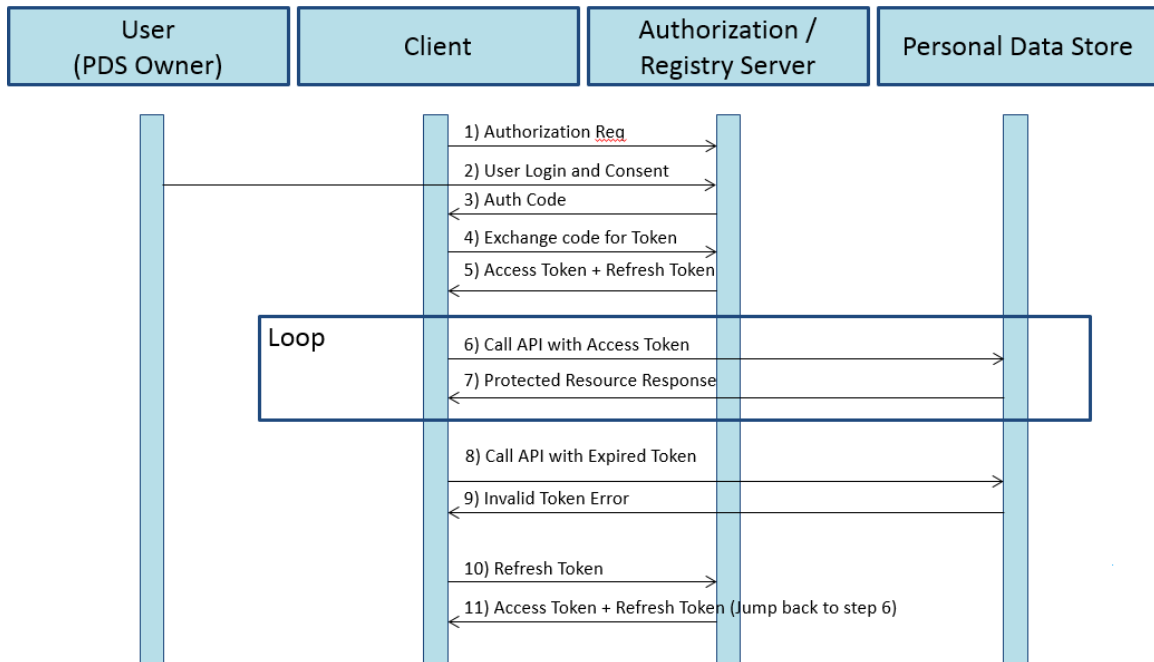 User
(PDS Owner)
Client
Authorization /
Registry Server
Personal Data Store
1) Authorization Req
2) User Login and Consent
3) Auth Code
4) Exchange code for Token
5) Access Token + Refresh Token
Loop
6) Call API with Access Token
7) Protected Resource Response
8) Call API with Expired Token
9) Invalid Token Error
10) Refresh Token
11) Access Token + Refresh Token (Jump back to step 6)